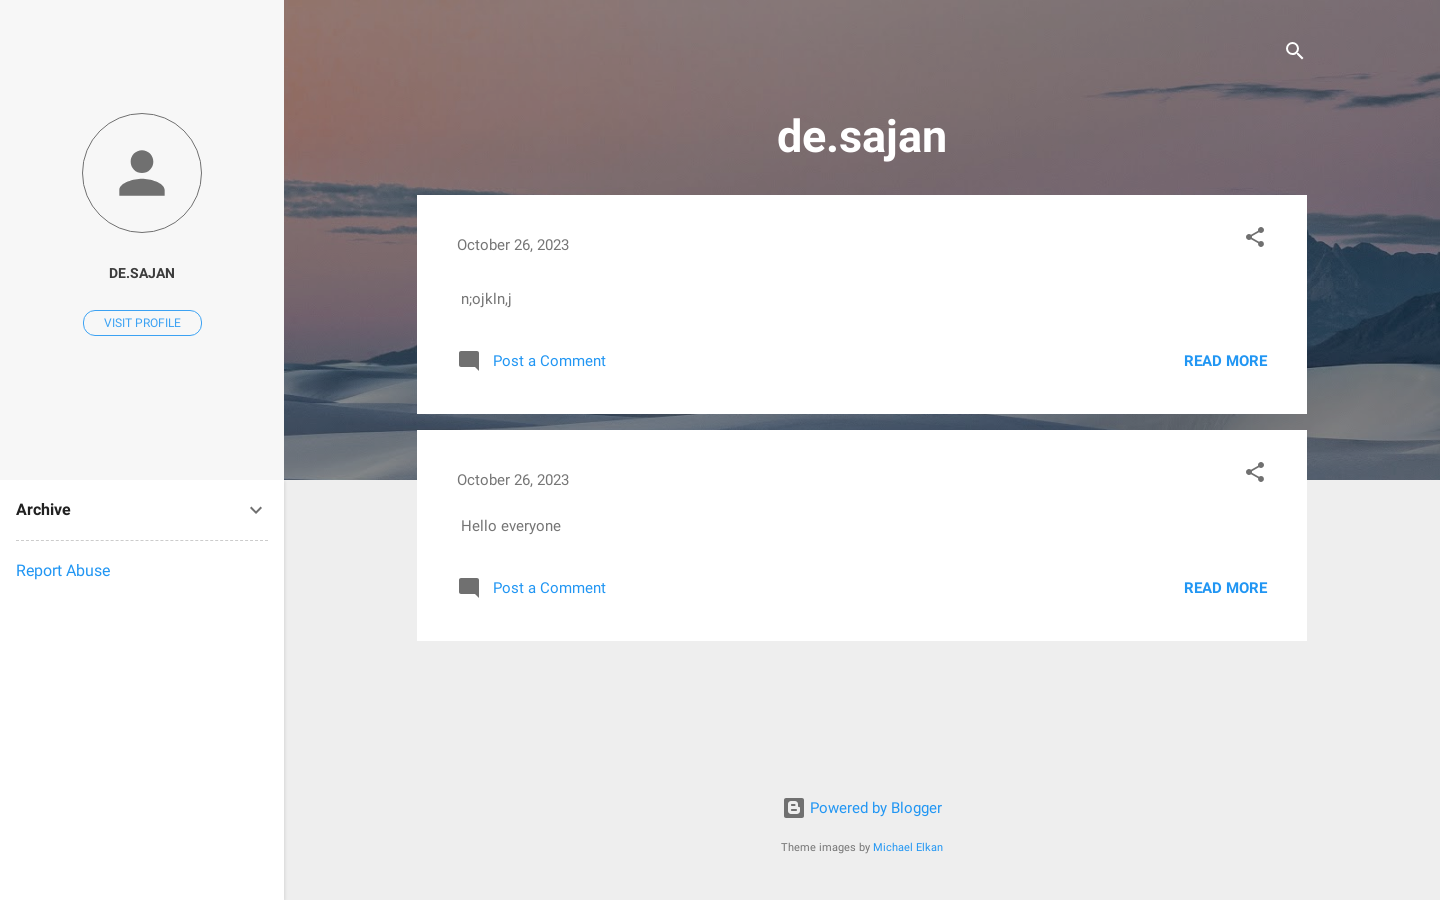 DE.SAJAN
VISIT PROFILE
Archive
Report Abuse
de.sajan
October 26, 2023
n;ojkln,j
Post a Comment
READ MORE
October 26, 2023
Hello everyone
Post a Comment
READ MORE
Powered by Blogger
Theme images by Michael Elkan